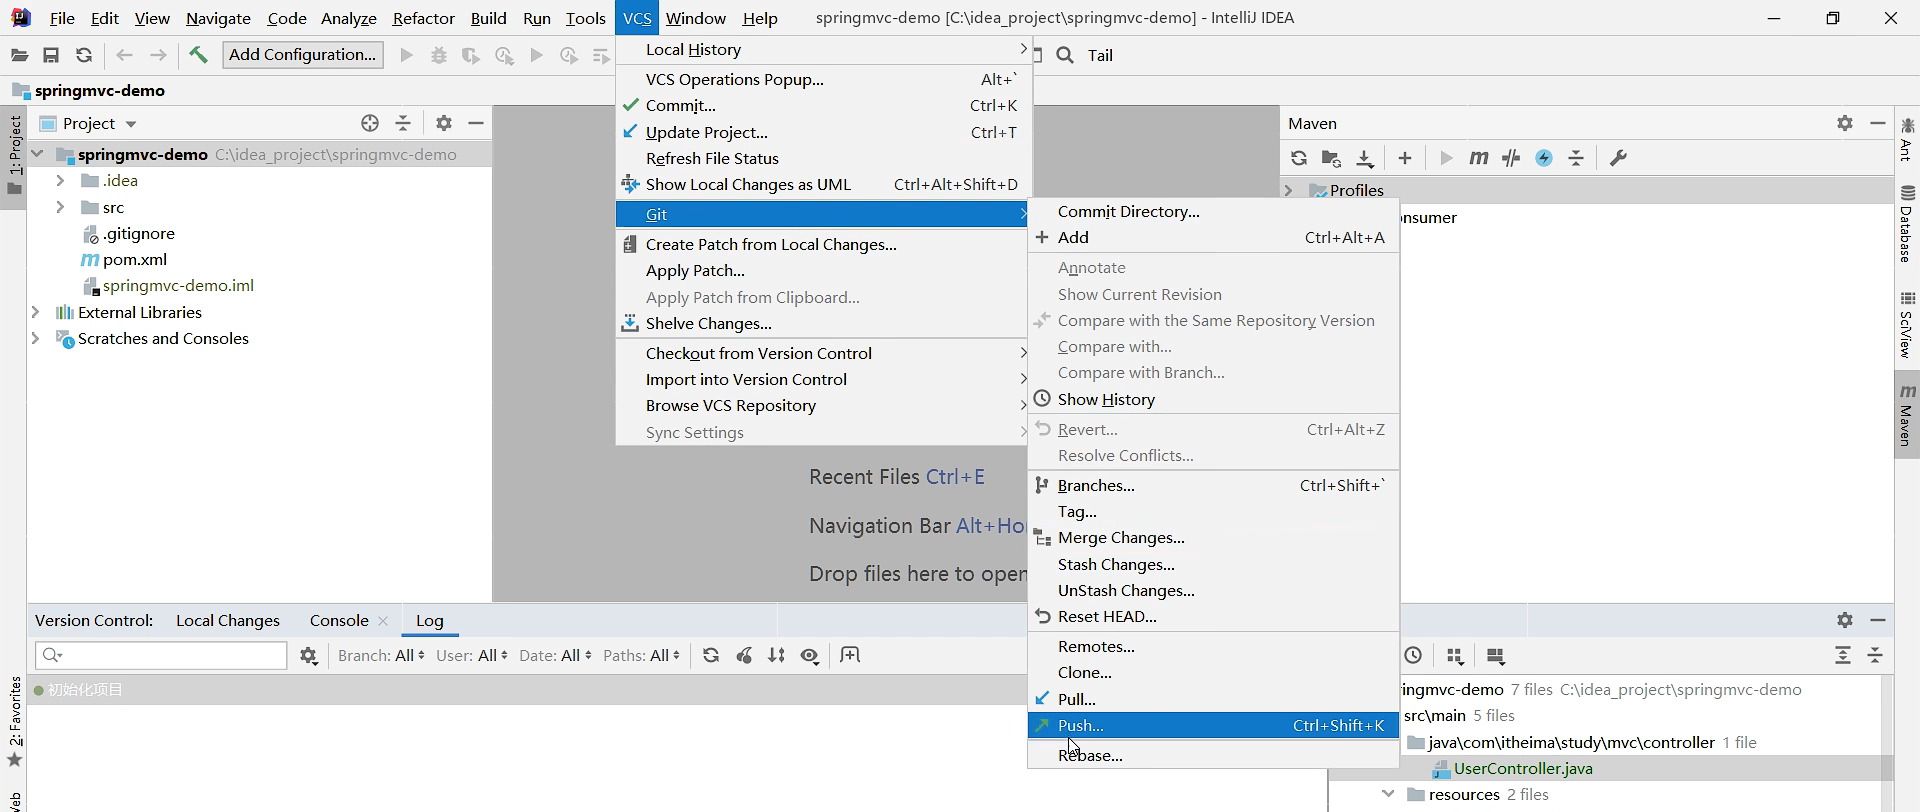 File Edit View Navigate Code Analyze Refactor Build Run Tools VCS Window Help springmvc-demo [C:\idea_project\springmvc-demo] - IntelliJ IDEA
Add Configuration... Tail
springmvc-demo
1: Project
Project
springmvc-demo C:\idea_project\springmvc-demo
.idea
src
.gitignore
pom.xml
springmvc-demo.iml
External Libraries
Scratches and Consoles
Local History
VCS Operations Popup... Alt+`
Commit... Ctrl+K
Update Project... Ctrl+T
Refresh File Status
Show Local Changes as UML Ctrl+Alt+Shift+D
Git
Create Patch from Local Changes...
Apply Patch...
Apply Patch from Clipboard...
Shelve Changes...
Checkout from Version Control
Import into Version Control
Browse VCS Repository
Sync Settings
Recent Files Ctrl+E
Navigation Bar Alt+Ho
Drop files here to open
Commit Directory...
Add Ctrl+Alt+A
Annotate
Show Current Revision
Compare with the Same Repository Version
Compare with...
Compare with Branch...
Show History
Revert... Ctrl+Alt+Z
Resolve Conflicts...
Branches... Ctrl+Shift+`
Tag...
Merge Changes...
Stash Changes...
UnStash Changes...
Reset HEAD...
Remotes...
Clone...
Pull...
Push... Ctrl+Shift+K
Rebase...
Maven
Profiles
nsumer
Ant
Database
SciView
Maven
Version Control: Local Changes Console Log
Branch: All User: All Date: All Paths: All
初始化项目
2: Favorites
eb
ingmvc-demo 7 files C:\idea_project\springmvc-demo
src\main 5 files
java\com\itheima\study\mvc\controller 1 file
UserController.java
resources 2 files